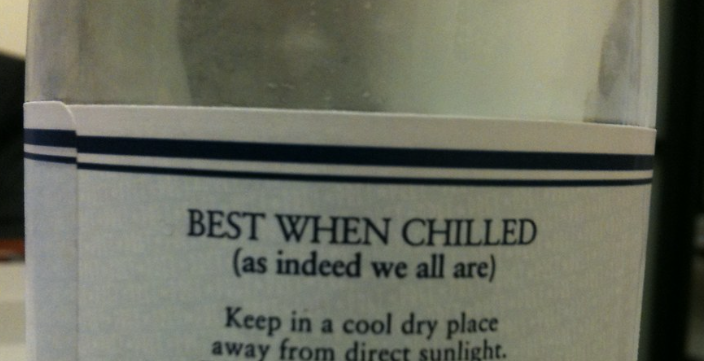 BEST WHEN CHILLED
(as indeed we all are)
Keep in a cool dry place
away from direct sunlight.